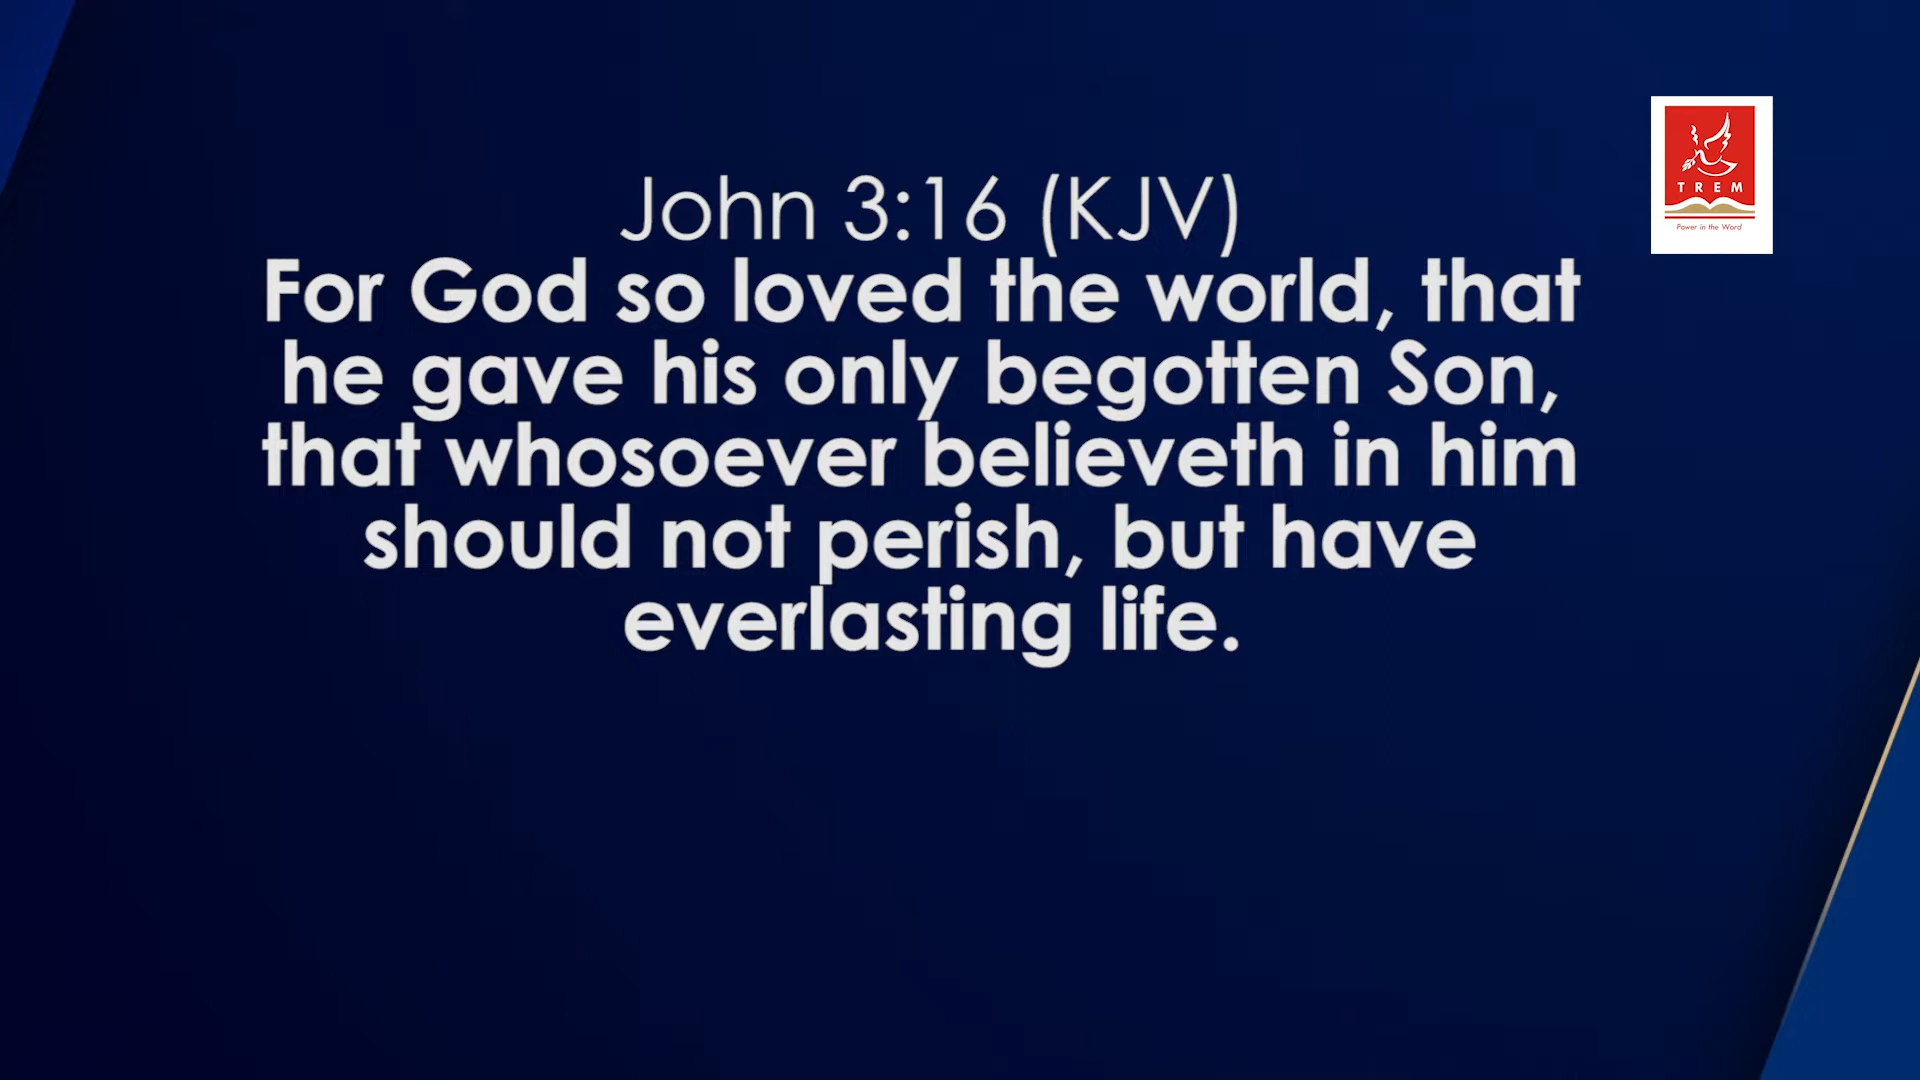 John 3:16 (KJV)
For God so loved the world, that
he gave his only begotten Son,
that whosoever believeth in him
should not perish, but have
everlasting life.
TREM
Power in the Word